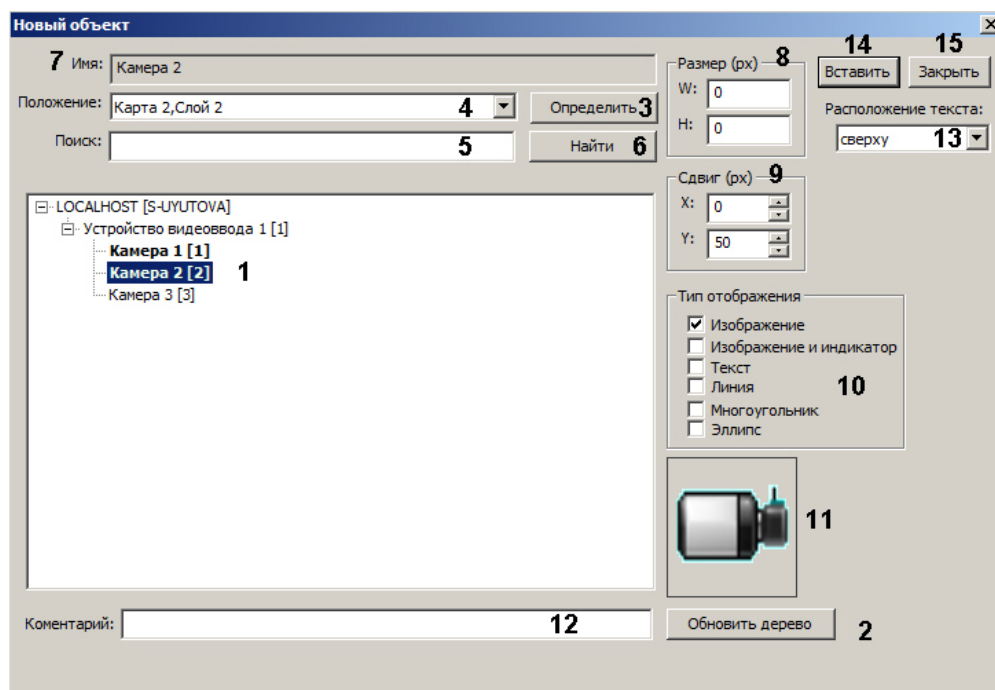 Новый объект
7 Имя: Камера 2
Положение: Карта 2,Слой 2 4 Определить 3
Поиск: 5 Найти 6
LOCALHOST [S-UYUTOVA]
Устройство видеоввода 1 [1]
Камера 1 [1]
Камера 2 [2] 1
Камера 3 [3]
Коментарий: 12
Размер (px) 8
W: 0
H: 0
Сдвиг (px) 9
X: 0
Y: 50
Тип отображения
Изображение
Изображение и индикатор
Текст
Линия 10
Многоугольник
Эллипс
11
Обновить дерево 2
14 15
Вставить Закрыть
Расположение текста:
сверху 13